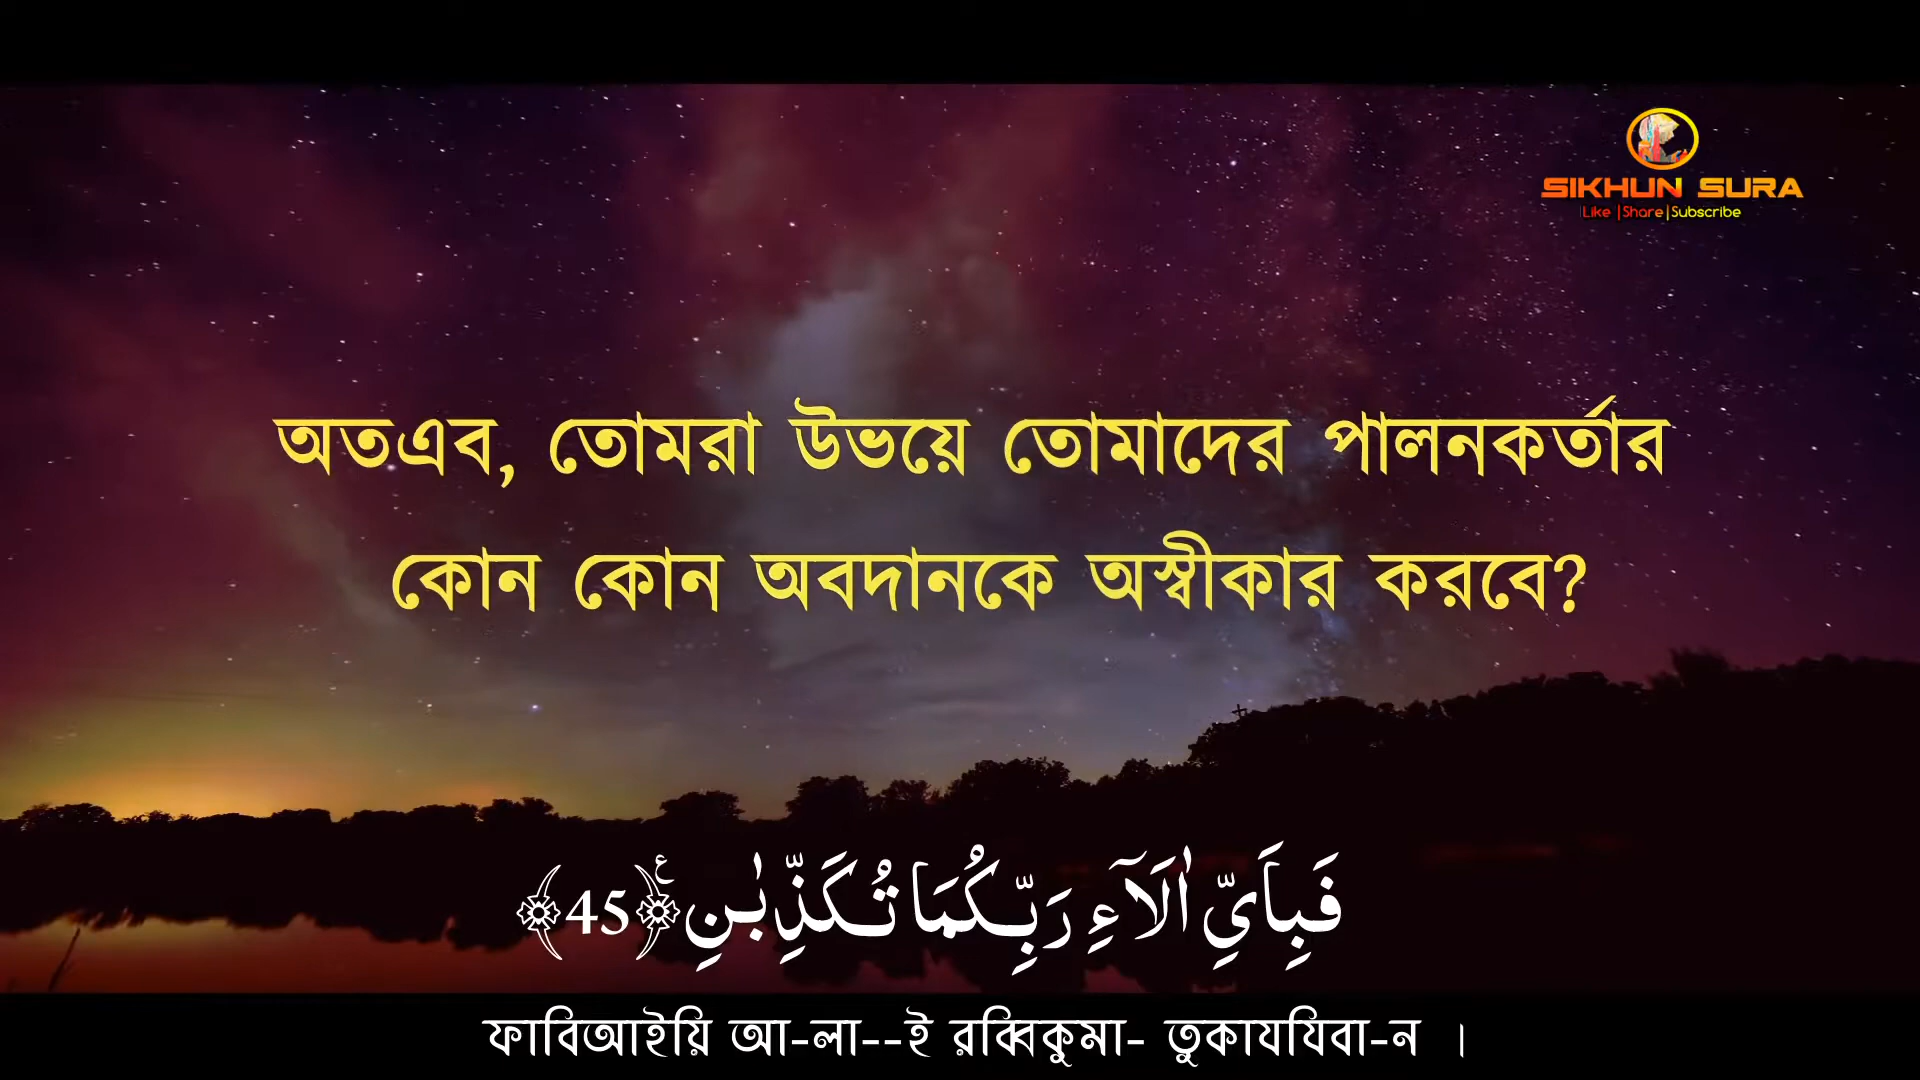 SIKHUN SURA
Like |Share|Subscribe
অতএব, তোমরা উভয়ে তোমাদের পালনকর্তার
কোন কোন অবদানকে অস্বীকার করবে?
فَبِاَيِّ اٰلَآءِ رَبِّكُمَا تُكَذِّبٰنِ ﴿45﴾ۧ
ফাবিআইয়ি আ-লা--ই রব্বিকুমা- তুকাযযিবা-ন ।